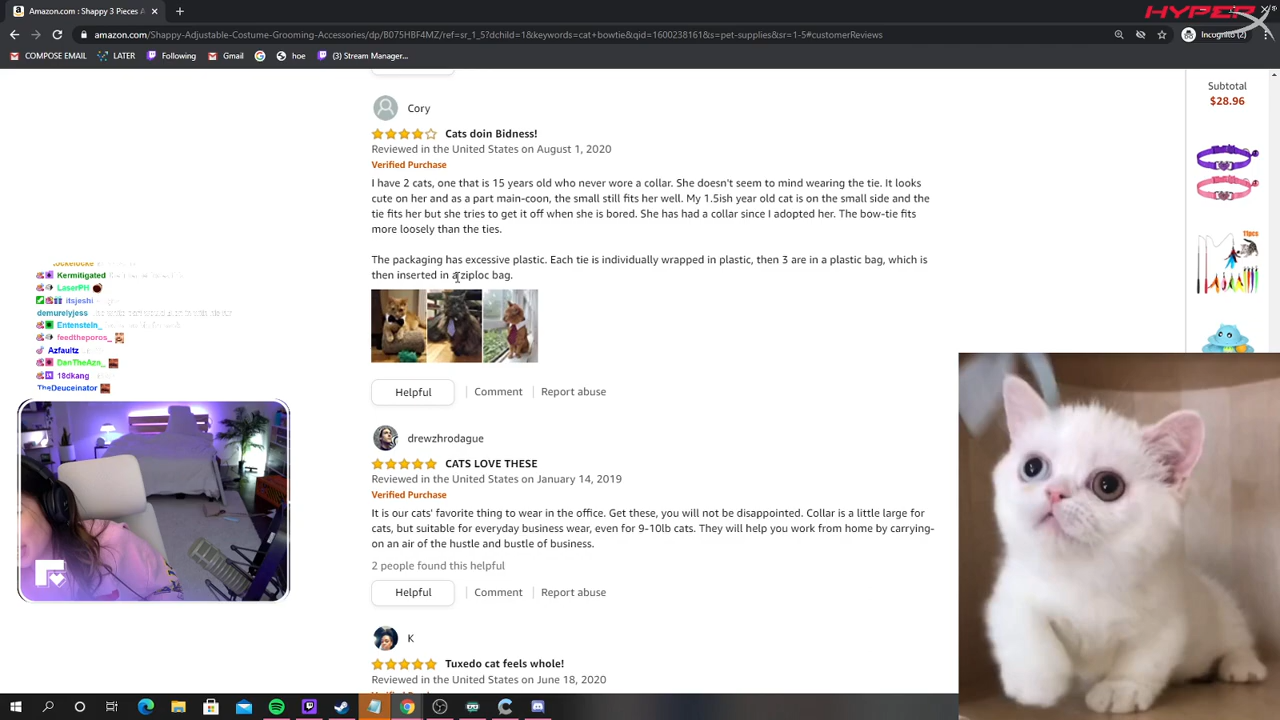 Amazon.com : Shappy 3 Pieces A
HYPERX
amazon.com/Shappy-Adjustable-Costume-Grooming-Accessories/dp/B075HBF4MZ/ref=sr_1_5?dchild=1&keywords=cat+bowtie&qid=1600238161&s=pet-supplies&sr=1-5#customerReviews
Incognito (2)
COMPOSE EMAIL
LATER
Following
Gmail
hoe
(3) Stream Manager...
Subtotal
$28.96
11pcs
Cory
Cats doin Bidness!
Reviewed in the United States on August 1, 2020
Verified Purchase
I have 2 cats, one that is 15 years old who never wore a collar. She doesn't seem to mind wearing the tie. It looks
cute on her and as a part main-coon, the small still fits her well. My 1.5ish year old cat is on the small side and the
tie fits her but she tries to get it off when she is bored. She has had a collar since I adopted her. The bow-tie fits
more loosely than the ties.
The packaging has excessive plastic. Each tie is individually wrapped in plastic, then 3 are in a plastic bag, which is
then inserted in a ziploc bag.
Helpful
Comment
Report abuse
drewzhrodague
CATS LOVE THESE
Reviewed in the United States on January 14, 2019
Verified Purchase
It is our cats' favorite thing to wear in the office. Get these, you will not be disappointed. Collar is a little large for
cats, but suitable for everyday business wear, even for 9-10lb cats. They will help you work from home by carrying-
on an air of the hustle and bustle of business.
2 people found this helpful
Helpful
Comment
Report abuse
K
Tuxedo cat feels whole!
Reviewed in the United States on June 18, 2020
Kermitigated
LaserPH
itsjeshi
demurelyjess
Entenstein_
feedtheporos_
Azfaultz
DanTheAzn_
18dkang
TheDeuceinator